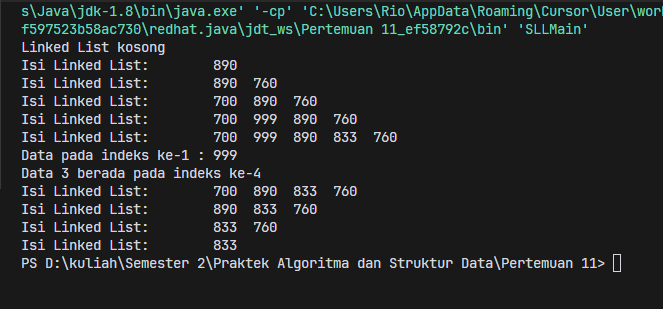 s\Java\jdk-1.8\bin\java.exe' '-cp' 'C:\Users\Rio\AppData\Roaming\Cursor\User\wor
f597523b58ac730\redhat.java\jdt_ws\Pertemuan 11_ef58792c\bin' 'SLLMain'
Linked List kosong
Isi Linked List:        890
Isi Linked List:        890  760
Isi Linked List:        700  890  760
Isi Linked List:        700  999  890  760
Isi Linked List:        700  999  890  833  760
Data pada indeks ke-1 : 999
Data 3 berada pada indeks ke-4
Isi Linked List:        700  890  833  760
Isi Linked List:        890  833  760
Isi Linked List:        833  760
Isi Linked List:        833
PS D:\kuliah\Semester 2\Praktek Algoritma dan Struktur Data\Pertemuan 11>